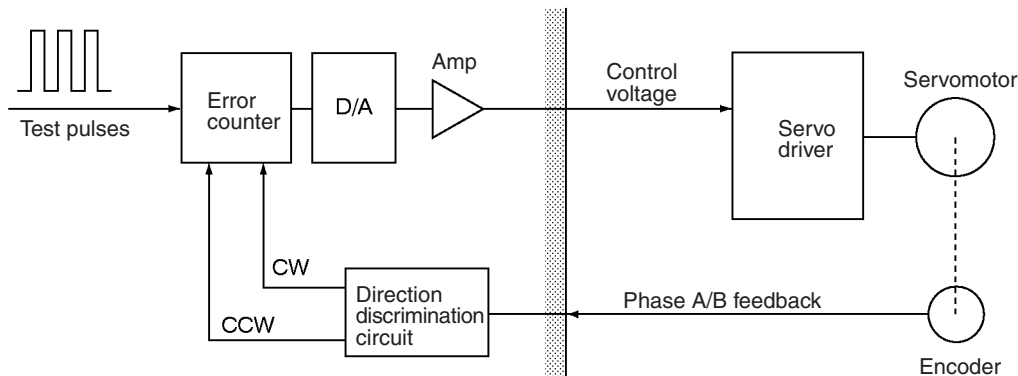 Test pulses
Error
counter
D/A
Amp
Control
voltage
Servo
driver
Servomotor
CW
CCW
Direction
discrimination
circuit
Phase A/B feedback
Encoder